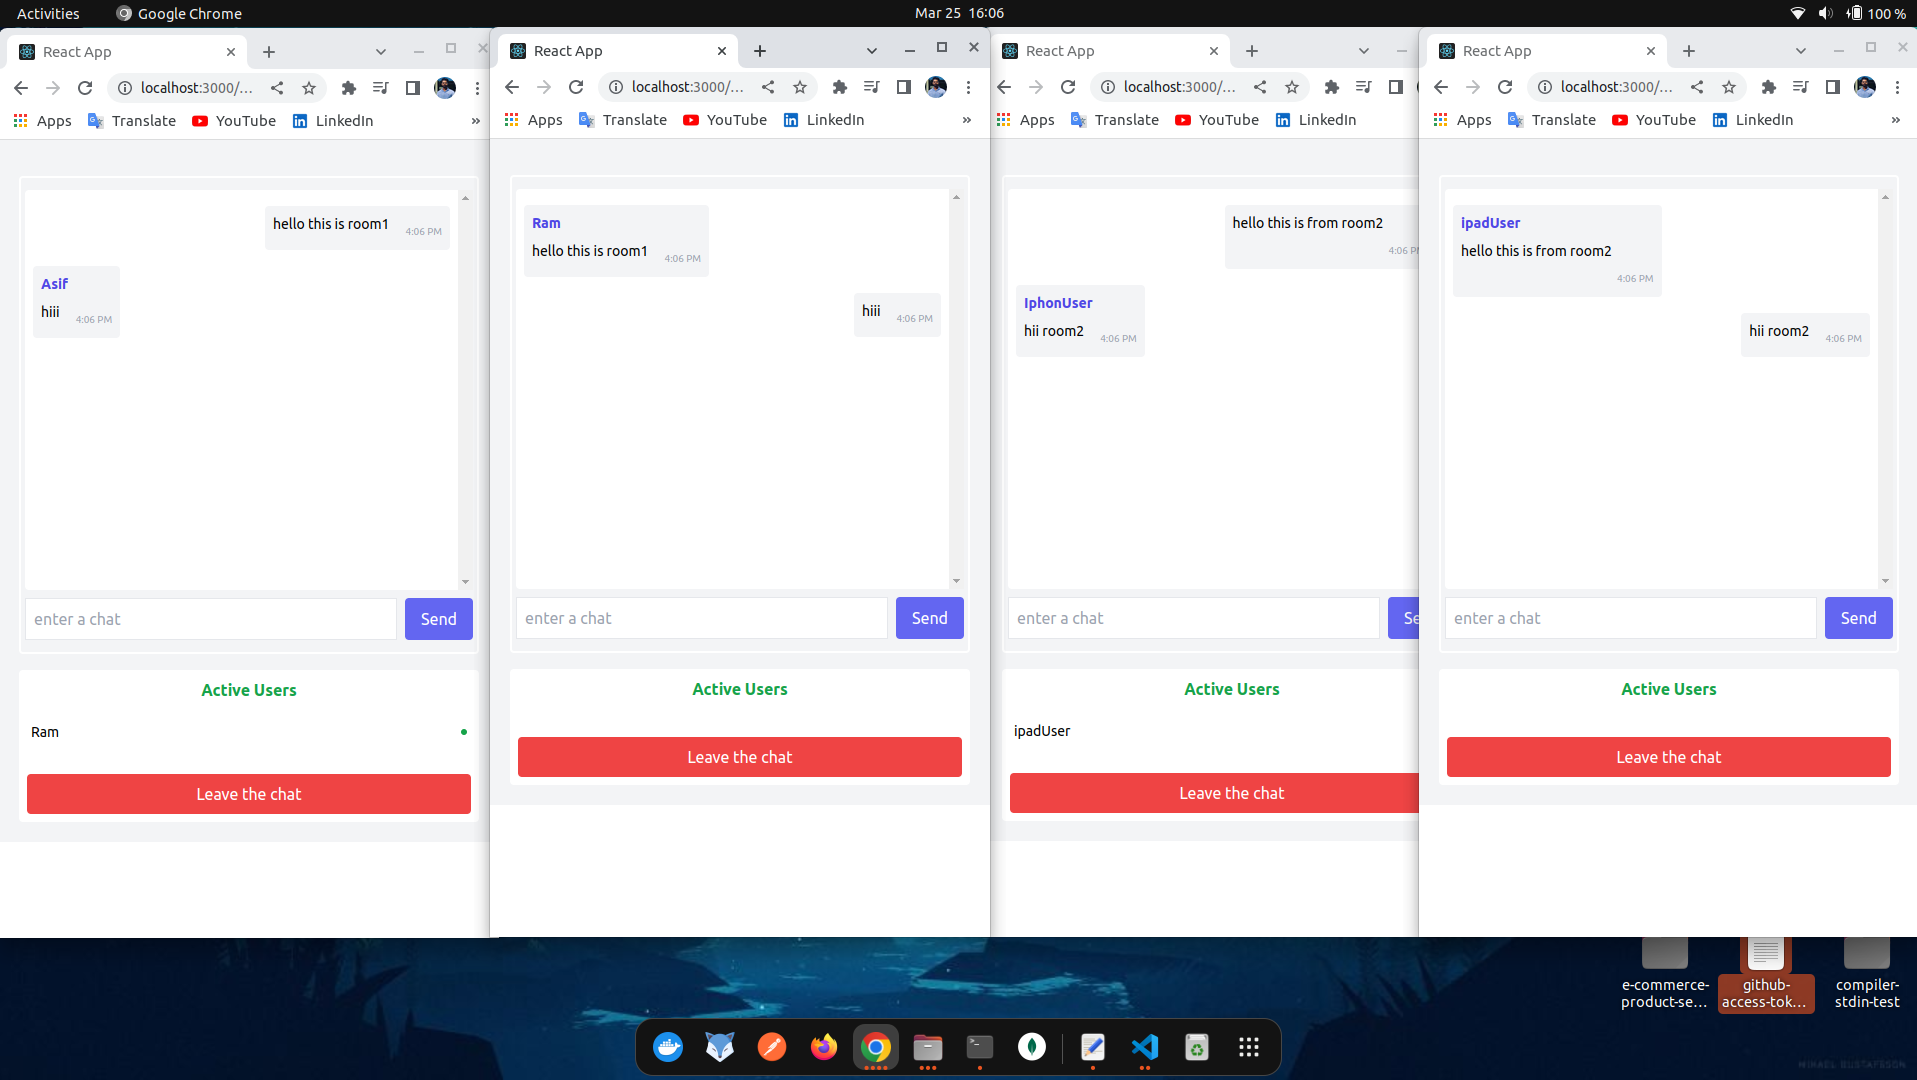 Activities Google Chrome Mar 25 16:06 100 %
React App
localhost:3000/...
Apps Translate YouTube LinkedIn »
hello this is room1 4:06 PM
Asif
hiii 4:06 PM
enter a chat Send
Active Users
Ram
Leave the chat
React App
localhost:3000/...
Apps Translate YouTube LinkedIn »
Ram
hello this is room1 4:06 PM
hiii 4:06 PM
enter a chat Send
Active Users
Leave the chat
React App
localhost:3000/...
Apps Translate YouTube LinkedIn
hello this is from room2
4:06 PM
IphonUser
hii room2 4:06 PM
enter a chat Se
Active Users
ipadUser
Leave the chat
React App
localhost:3000/...
Apps Translate YouTube LinkedIn »
ipadUser
hello this is from room2
4:06 PM
hii room2 4:06 PM
enter a chat Send
Active Users
Leave the chat
e-commerce-
product-se...
github-
access-tok...
compiler-
stdin-test
MIKAEL GUSTAFSSON